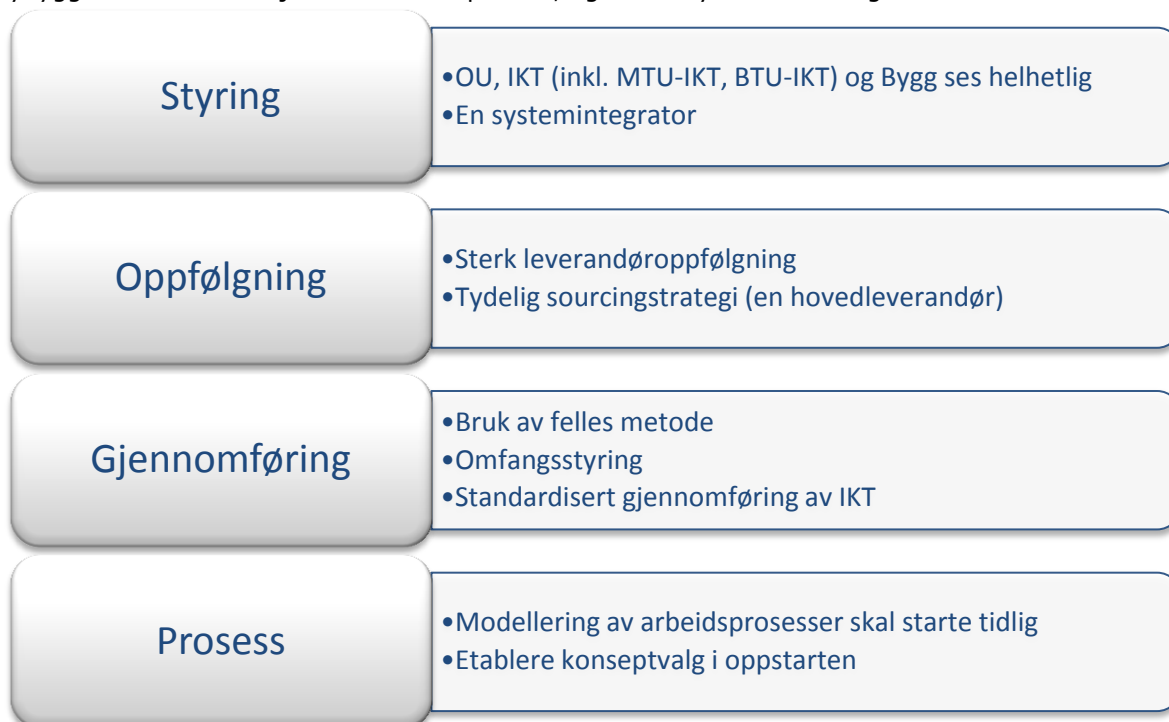 Styring
•OU, IKT (inkl. MTU-IKT, BTU-IKT) og Bygg ses helhetlig
•En systemintegrator
Oppfølgning
•Sterk leverandøroppfølgning
•Tydelig sourcingstrategi (en hovedleverandør)
Gjennomføring
•Bruk av felles metode
•Omfangsstyring
•Standardisert gjennomføring av IKT
Prosess
•Modellering av arbeidsprosesser skal starte tidlig
•Etablere konseptvalg i oppstarten